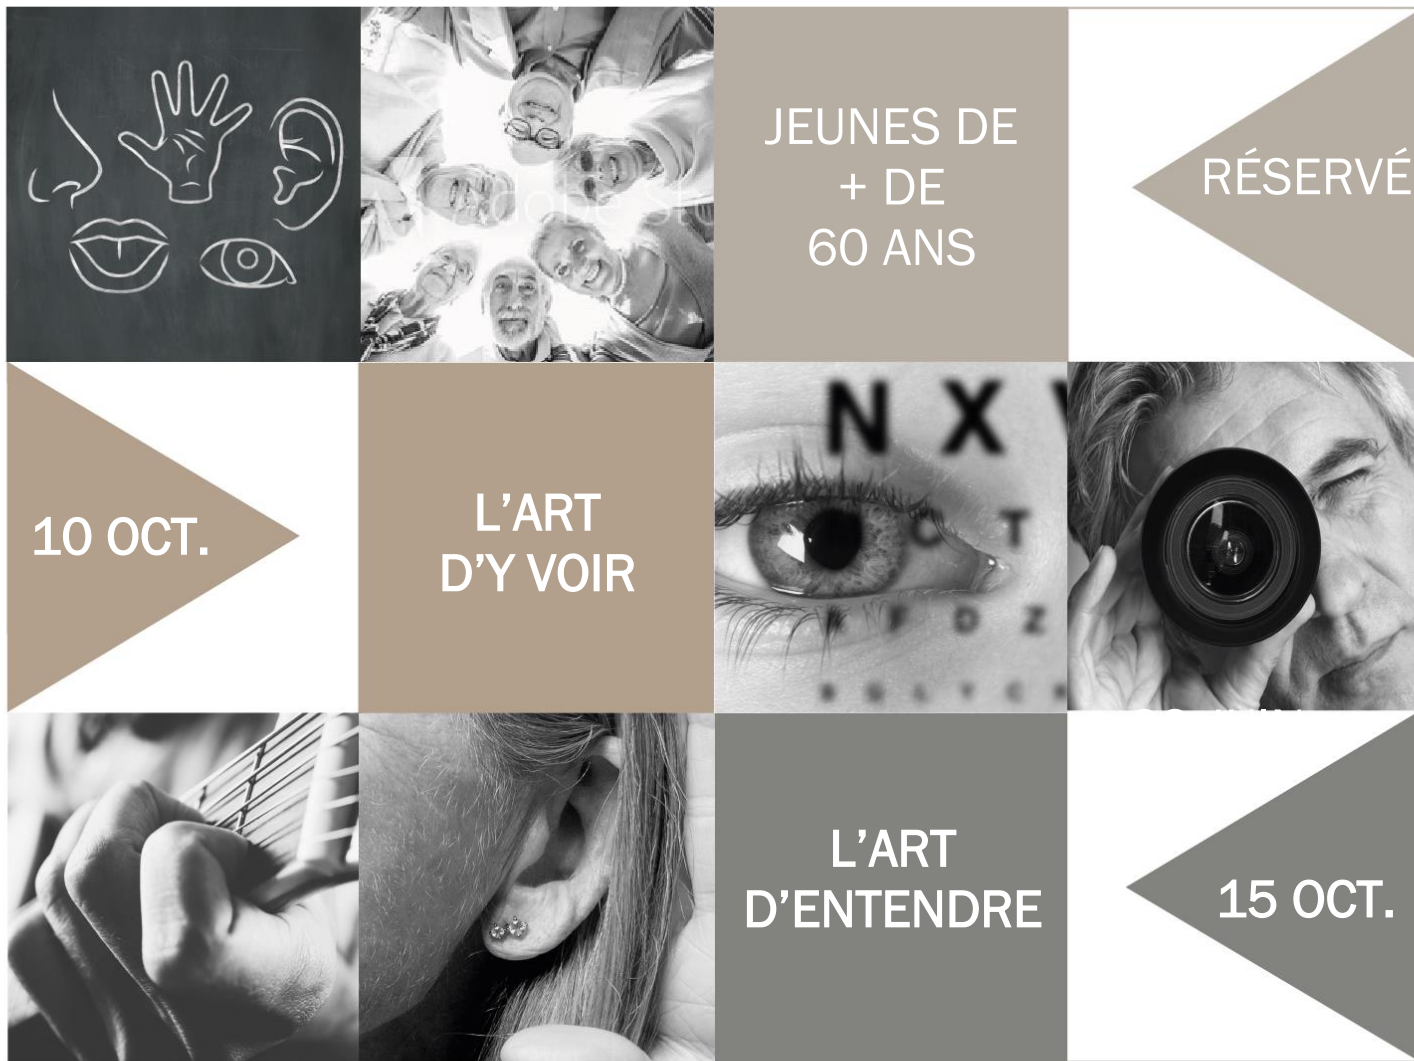 JEUNES DE
+ DE
60 ANS
RÉSERVÉ
10 OCT.
L'ART
D'Y VOIR
N X
C T
F D Z
L'ART
D'ENTENDRE
15 OCT.